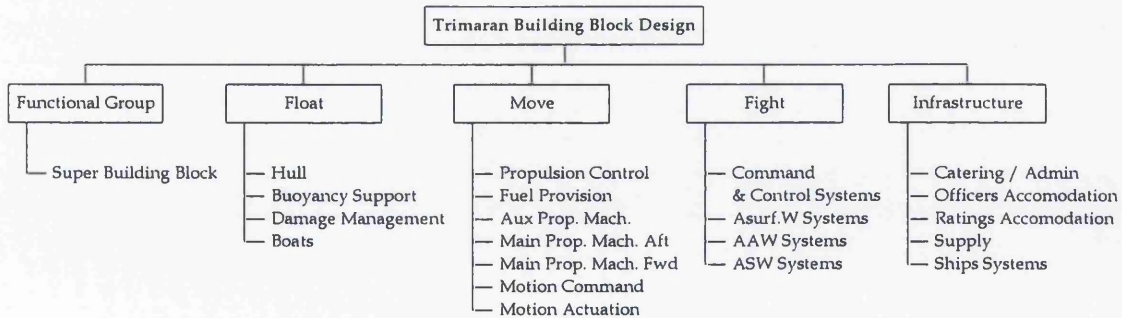 Trimaran Building Block Design
Functional Group
Super Building Block
Float
Hull
Buoyancy Support
Damage Management
Boats
Move
Propulsion Control
Fuel Provision
Aux Prop. Mach.
Main Prop. Mach. Aft
Main Prop. Mach. Fwd
Motion Command
Motion Actuation
Fight
Command
& Control Systems
Asurf.W Systems
AAW Systems
ASW Systems
Infrastructure
Catering / Admin
Officers Accomodation
Ratings Accomodation
Supply
Ships Systems